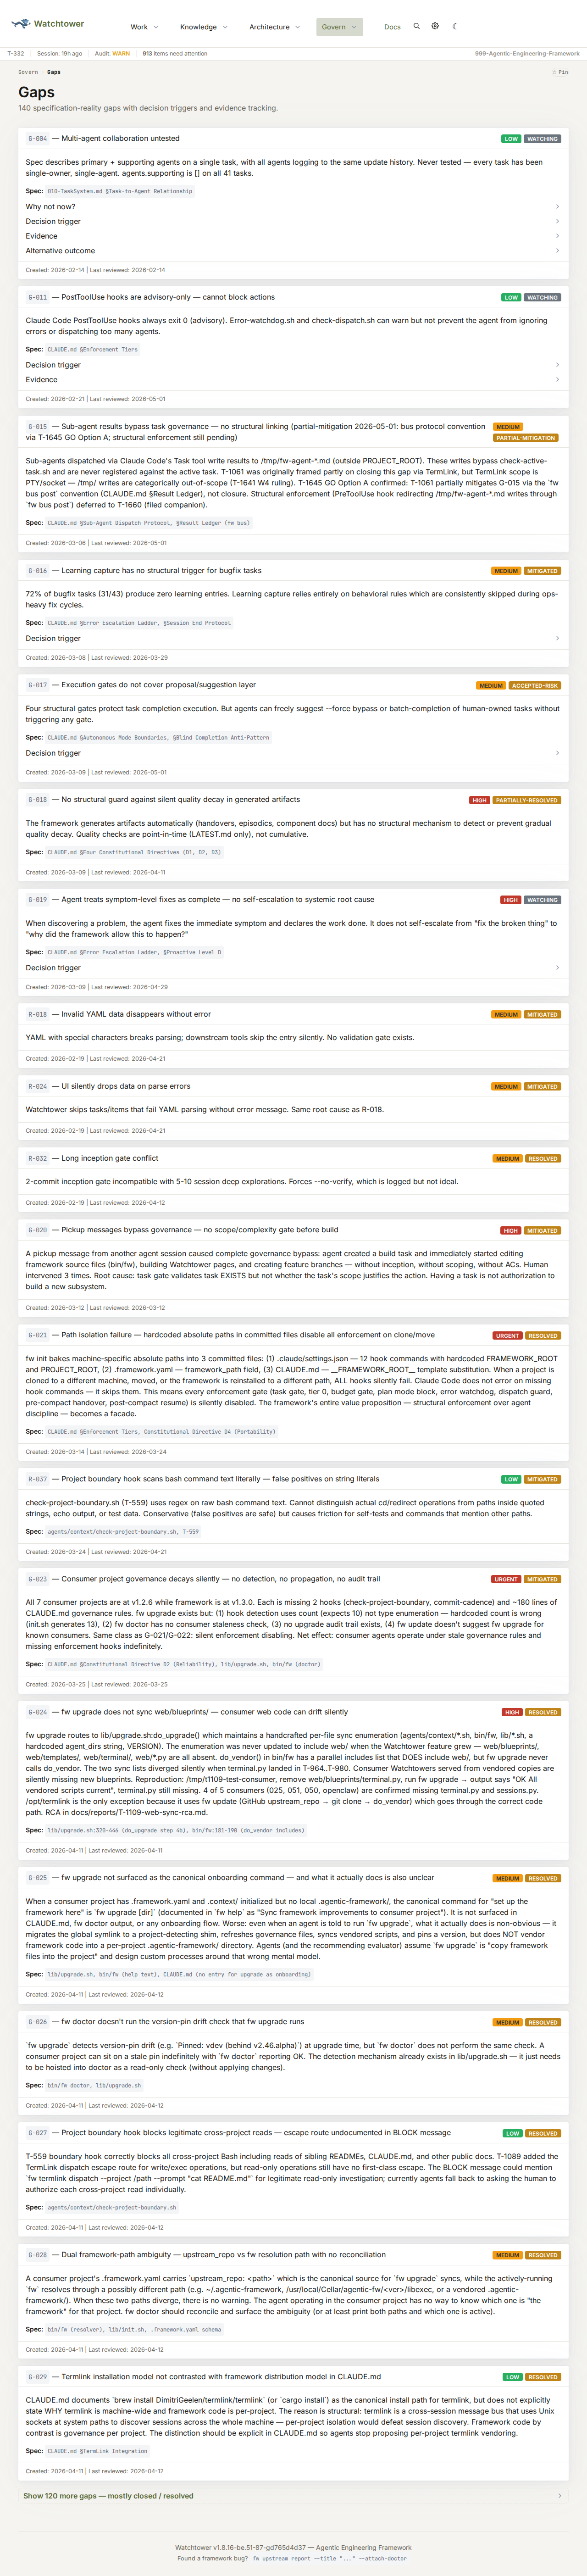 Watchtower
Work Knowledge Architecture Govern Docs
T-332 Session: 19h ago Audit: WARN 913 items need attention 999-Agentic-Engineering-Framework
Govern Gaps Pin
Gaps
140 specification-reality gaps with decision triggers and evidence tracking.
G-004 — Multi-agent collaboration untested LOW WATCHING
Spec describes primary + supporting agents on a single task, with all agents logging to the same update history. Never tested — every task has been
single-owner, single-agent. agents.supporting is [] on all 41 tasks.
Spec: 010-TaskSystem.md §Task-to-Agent Relationship
Why not now?
Decision trigger
Evidence
Alternative outcome
Created: 2026-02-14 | Last reviewed: 2026-02-14
G-011 — PostToolUse hooks are advisory-only — cannot block actions LOW WATCHING
Claude Code PostToolUse hooks always exit 0 (advisory). Error-watchdog.sh and check-dispatch.sh can warn but not prevent the agent from ignoring
errors or dispatching too many agents.
Spec: CLAUDE.md §Enforcement Tiers
Decision trigger
Evidence
Created: 2026-02-21 | Last reviewed: 2026-05-01
G-015 — Sub-agent results bypass task governance — no structural linking (partial-mitigation 2026-05-01: bus protocol convention MEDIUM
via T-1645 GO Option A; structural enforcement still pending) PARTIAL-MITIGATION
Sub-agents dispatched via Claude Code's Task tool write results to /tmp/fw-agent-*.md (outside PROJECT_ROOT). These writes bypass check-active-
task.sh and are never registered against the active task. T-1061 was originally framed partly on closing this gap via TermLink, but TermLink scope is
PTY/socket — /tmp/ writes are categorically out-of-scope (T-1641 W4 ruling). T-1645 GO Option A confirmed: T-1061 partially mitigates G-015 via the `fw
bus post` convention (CLAUDE.md §Result Ledger), not closure. Structural enforcement (PreToolUse hook redirecting /tmp/fw-agent-*.md writes through
`fw bus post`) deferred to T-1660 (filed companion).
Spec: CLAUDE.md §Sub-Agent Dispatch Protocol, §Result Ledger (fw bus)
Created: 2026-03-06 | Last reviewed: 2026-05-01
G-016 — Learning capture has no structural trigger for bugfix tasks MEDIUM MITIGATED
72% of bugfix tasks (31/43) produce zero learning entries. Learning capture relies entirely on behavioral rules which are consistently skipped during ops-
heavy fix cycles.
Spec: CLAUDE.md §Error Escalation Ladder, §Session End Protocol
Decision trigger
Created: 2026-03-08 | Last reviewed: 2026-03-29
G-017 — Execution gates do not cover proposal/suggestion layer MEDIUM ACCEPTED-RISK
Four structural gates protect task completion execution. But agents can freely suggest --force bypass or batch-completion of human-owned tasks without
triggering any gate.
Spec: CLAUDE.md §Autonomous Mode Boundaries, §Blind Completion Anti-Pattern
Decision trigger
Created: 2026-03-09 | Last reviewed: 2026-05-01
G-018 — No structural guard against silent quality decay in generated artifacts HIGH PARTIALLY-RESOLVED
The framework generates artifacts automatically (handovers, episodics, component docs) but has no structural mechanism to detect or prevent gradual
quality decay. Quality checks are point-in-time (LATEST.md only), not cumulative.
Spec: CLAUDE.md §Four Constitutional Directives (D1, D2, D3)
Created: 2026-03-09 | Last reviewed: 2026-04-11
G-019 — Agent treats symptom-level fixes as complete — no self-escalation to systemic root cause HIGH WATCHING
When discovering a problem, the agent fixes the immediate symptom and declares the work done. It does not self-escalate from "fix the broken thing" to
"why did the framework allow this to happen?"
Spec: CLAUDE.md §Error Escalation Ladder, §Proactive Level D
Decision trigger
Created: 2026-03-09 | Last reviewed: 2026-04-29
R-018 — Invalid YAML data disappears without error MEDIUM MITIGATED
YAML with special characters breaks parsing; downstream tools skip the entry silently. No validation gate exists.
Created: 2026-02-19 | Last reviewed: 2026-04-21
R-024 — UI silently drops data on parse errors MEDIUM MITIGATED
Watchtower skips tasks/items that fail YAML parsing without error message. Same root cause as R-018.
Created: 2026-02-19 | Last reviewed: 2026-04-21
R-032 — Long inception gate conflict MEDIUM RESOLVED
2-commit inception gate incompatible with 5-10 session deep explorations. Forces --no-verify, which is logged but not ideal.
Created: 2026-02-19 | Last reviewed: 2026-04-12
G-020 — Pickup messages bypass governance — no scope/complexity gate before build HIGH MITIGATED
A pickup message from another agent session caused complete governance bypass: agent created a build task and immediately started editing
framework source files (bin/fw), building Watchtower pages, and creating feature branches — without inception, without scoping, without ACs. Human
intervened 3 times. Root cause: task gate validates task EXISTS but not whether the task's scope justifies the action. Having a task is not authorization to
build a new subsystem.
Created: 2026-03-12 | Last reviewed: 2026-03-12
G-021 — Path isolation failure — hardcoded absolute paths in committed files disable all enforcement on clone/move URGENT RESOLVED
fw init bakes machine-specific absolute paths into 3 committed files: (1) .claude/settings.json — 12 hook commands with hardcoded FRAMEWORK_ROOT
and PROJECT_ROOT, (2) .framework.yaml — framework_path field, (3) CLAUDE.md — __FRAMEWORK_ROOT__ template substitution. When a project is
cloned to a different machine, moved, or the framework is reinstalled to a different path, ALL hooks silently fail. Claude Code does not error on missing
hook commands — it skips them. This means every enforcement gate (task gate, tier 0, budget gate, plan mode block, error watchdog, dispatch guard,
pre-compact handover, post-compact resume) is silently disabled. The framework's entire value proposition — structural enforcement over agent
discipline — becomes a facade.
Spec: CLAUDE.md §Enforcement Tiers, Constitutional Directive D4 (Portability)
Created: 2026-03-14 | Last reviewed: 2026-03-24
R-037 — Project boundary hook scans bash command text literally — false positives on string literals LOW MITIGATED
check-project-boundary.sh (T-559) uses regex on raw bash command text. Cannot distinguish actual cd/redirect operations from paths inside quoted
strings, echo output, or test data. Conservative (false positives are safe) but causes friction for self-tests and commands that mention other paths.
Spec: agents/context/check-project-boundary.sh, T-559
Created: 2026-03-24 | Last reviewed: 2026-04-21
G-023 — Consumer project governance decays silently — no detection, no propagation, no audit trail URGENT MITIGATED
All 7 consumer projects are at v1.2.6 while framework is at v1.3.0. Each is missing 2 hooks (check-project-boundary, commit-cadence) and ~180 lines of
CLAUDE.md governance rules. fw upgrade exists but: (1) hook detection uses count (expects 10) not type enumeration — hardcoded count is wrong
(init.sh generates 13), (2) fw doctor has no consumer staleness check, (3) no upgrade audit trail exists, (4) fw update doesn't suggest fw upgrade for
known consumers. Same class as G-021/G-022: silent enforcement disabling. Net effect: consumer agents operate under stale governance rules and
missing enforcement hooks indefinitely.
Spec: CLAUDE.md §Constitutional Directive D2 (Reliability), lib/upgrade.sh, bin/fw (doctor)
Created: 2026-03-25 | Last reviewed: 2026-03-25
G-024 — fw upgrade does not sync web/blueprints/ — consumer web code can drift silently HIGH RESOLVED
fw upgrade routes to lib/upgrade.sh:do_upgrade() which maintains a handcrafted per-file sync enumeration (agents/context/*.sh, bin/fw, lib/*.sh, a
hardcoded agent_dirs string, VERSION). The enumeration was never updated to include web/ when the Watchtower feature grew — web/blueprints/,
web/templates/, web/terminal/, web/*.py are all absent. do_vendor() in bin/fw has a parallel includes list that DOES include web/, but fw upgrade never
calls do_vendor. The two sync lists diverged silently when terminal.py landed in T-964..T-980. Consumer Watchtowers served from vendored copies are
silently missing new blueprints. Reproduction: /tmp/t1109-test-consumer, remove web/blueprints/terminal.py, run fw upgrade → output says "OK All
vendored scripts current", terminal.py still missing. 4 of 5 consumers (025, 051, 050, openclaw) are confirmed missing terminal.py and sessions.py.
/opt/termlink is the only exception because it uses fw update (GitHub upstream_repo → git clone → do_vendor) which goes through the correct code
path. RCA in docs/reports/T-1109-web-sync-rca.md.
Spec: lib/upgrade.sh:320-446 (do_upgrade step 4b), bin/fw:181-190 (do_vendor includes)
Created: 2026-04-11 | Last reviewed: 2026-04-11
G-025 — fw upgrade not surfaced as the canonical onboarding command — and what it actually does is also unclear MEDIUM RESOLVED
When a consumer project has .framework.yaml and .context/ initialized but no local .agentic-framework/, the canonical command for "set up the
framework here" is `fw upgrade [dir]` (documented in `fw help` as "Sync framework improvements to consumer project"). It is not surfaced in
CLAUDE.md, fw doctor output, or any onboarding flow. Worse: even when an agent is told to run `fw upgrade`, what it actually does is non-obvious — it
migrates the global symlink to a project-detecting shim, refreshes governance files, syncs vendored scripts, and pins a version, but does NOT vendor
framework code into a per-project .agentic-framework/ directory. Agents (and the recommending evaluator) assume `fw upgrade` is "copy framework
files into the project" and design custom processes around that wrong mental model.
Spec: lib/upgrade.sh, bin/fw (help text), CLAUDE.md (no entry for upgrade as onboarding)
Created: 2026-04-11 | Last reviewed: 2026-04-12
G-026 — fw doctor doesn't run the version-pin drift check that fw upgrade runs MEDIUM RESOLVED
`fw upgrade` detects version-pin drift (e.g. `Pinned: vdev (behind v2.46.alpha)`) at upgrade time, but `fw doctor` does not perform the same check. A
consumer project can sit on a stale pin indefinitely with `fw doctor` reporting OK. The detection mechanism already exists in lib/upgrade.sh — it just needs
to be hoisted into doctor as a read-only check (without applying changes).
Spec: bin/fw doctor, lib/upgrade.sh
Created: 2026-04-11 | Last reviewed: 2026-04-12
G-027 — Project boundary hook blocks legitimate cross-project reads — escape route undocumented in BLOCK message LOW RESOLVED
T-559 boundary hook correctly blocks all cross-project Bash including reads of sibling READMEs, CLAUDE.md, and other public docs. T-1089 added the
TermLink dispatch escape route for write/exec operations, but read-only operations still have no first-class escape. The BLOCK message could mention
`fw termlink dispatch --project /path --prompt "cat README.md"` for legitimate read-only investigation; currently agents fall back to asking the human to
authorize each cross-project read individually.
Spec: agents/context/check-project-boundary.sh
Created: 2026-04-11 | Last reviewed: 2026-04-12
G-028 — Dual framework-path ambiguity — upstream_repo vs fw resolution path with no reconciliation MEDIUM RESOLVED
A consumer project's .framework.yaml carries `upstream_repo: <path>` which is the canonical source for `fw upgrade` syncs, while the actively-running
`fw` resolves through a possibly different path (e.g. ~/.agentic-framework, /usr/local/Cellar/agentic-fw/<ver>/libexec, or a vendored .agentic-
framework/). When these two paths diverge, there is no warning. The agent operating in the consumer project has no way to know which one is "the
framework" for that project. fw doctor should reconcile and surface the ambiguity (or at least print both paths and which one is active).
Spec: bin/fw (resolver), lib/init.sh, .framework.yaml schema
Created: 2026-04-11 | Last reviewed: 2026-04-12
G-029 — Termlink installation model not contrasted with framework distribution model in CLAUDE.md LOW RESOLVED
CLAUDE.md documents `brew install DimitriGeelen/termlink/termlink` (or `cargo install`) as the canonical install path for termlink, but does not explicitly
state WHY termlink is machine-wide and framework code is per-project. The reason is structural: termlink is a cross-session message bus that uses Unix
sockets at system paths to discover sessions across the whole machine — per-project isolation would defeat session discovery. Framework code by
contrast is governance per project. The distinction should be explicit in CLAUDE.md so agents stop proposing per-project termlink vendoring.
Spec: CLAUDE.md §TermLink Integration
Created: 2026-04-11 | Last reviewed: 2026-04-12
Show 120 more gaps — mostly closed / resolved
Watchtower v1.8.16-be.51-87-gd765d4d37 — Agentic Engineering Framework
Found a framework bug? fw upstream report --title "..." --attach-doctor